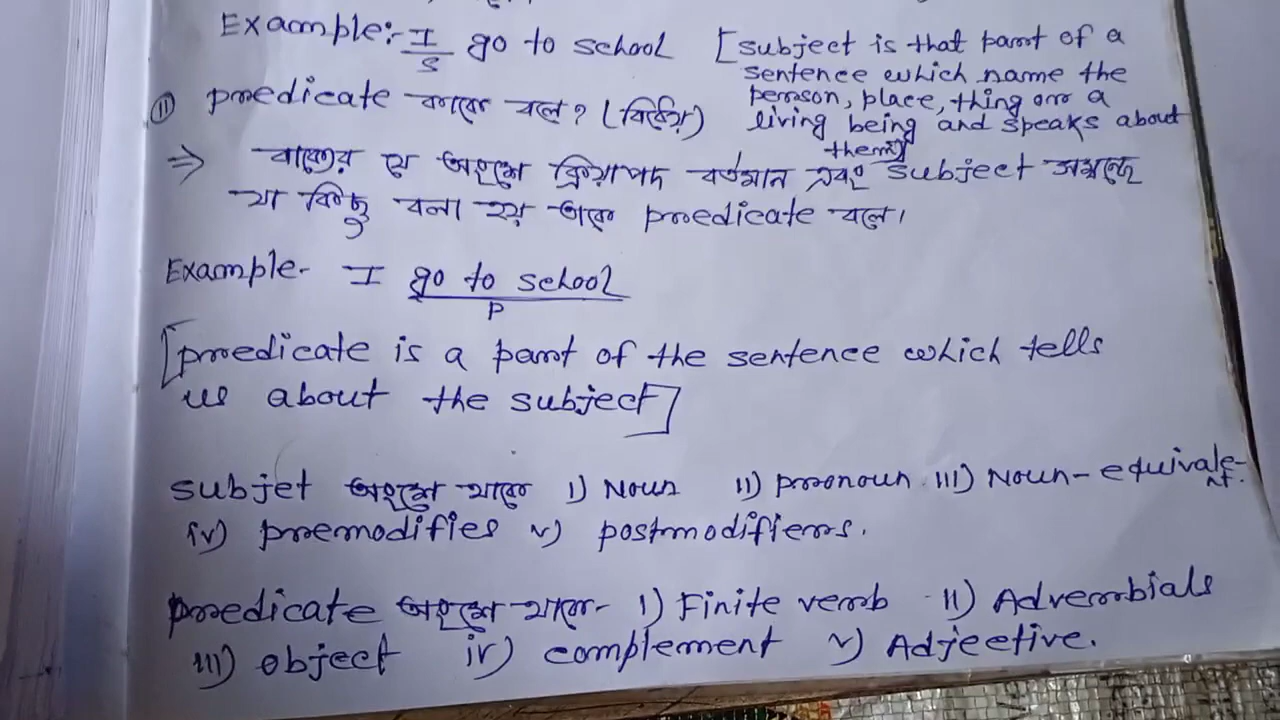 Example:- I go to school [subject is that part of a
S
sentence which name the
person, place, thing or a
living being and speaks about
them]
ii) predicate কাকে বলে? (বিধেয়)
⇒ বাক্যের যে অংশে ক্রিয়াপদ বর্তমান এবং subject সম্বন্ধে
যা কিছু বলা হয় তাকে predicate বলে।
Example- I go to school
P
[predicate is a part of the sentence which tells
us about the subject]
subjet অংশে থাকে i) Noun ii) pronoun iii) Noun-equivale-
nt.
iv) premodifies v) postmodifiers.
predicate অংশে থাকে- i) Finite verb ii) Adverbials
iii) object iv) complement v) Adjective.